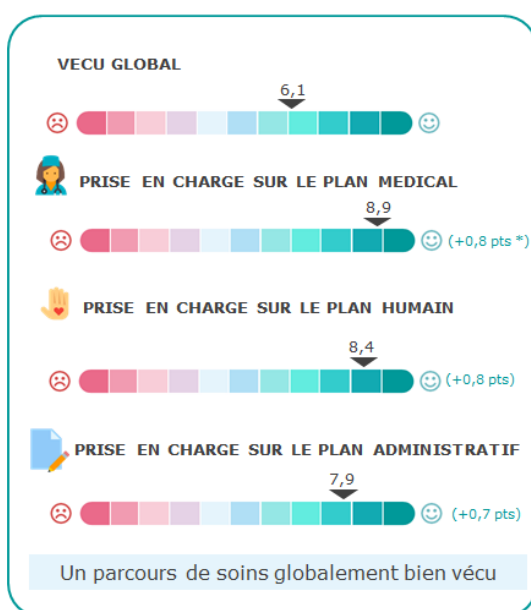 VECU GLOBAL
6,1
PRISE EN CHARGE SUR LE PLAN MEDICAL
8,9
(+0,8 pts *)
PRISE EN CHARGE SUR LE PLAN HUMAIN
8,4
(+0,8 pts)
PRISE EN CHARGE SUR LE PLAN ADMINISTRATIF
7,9
(+0,7 pts)
Un parcours de soins globalement bien vécu